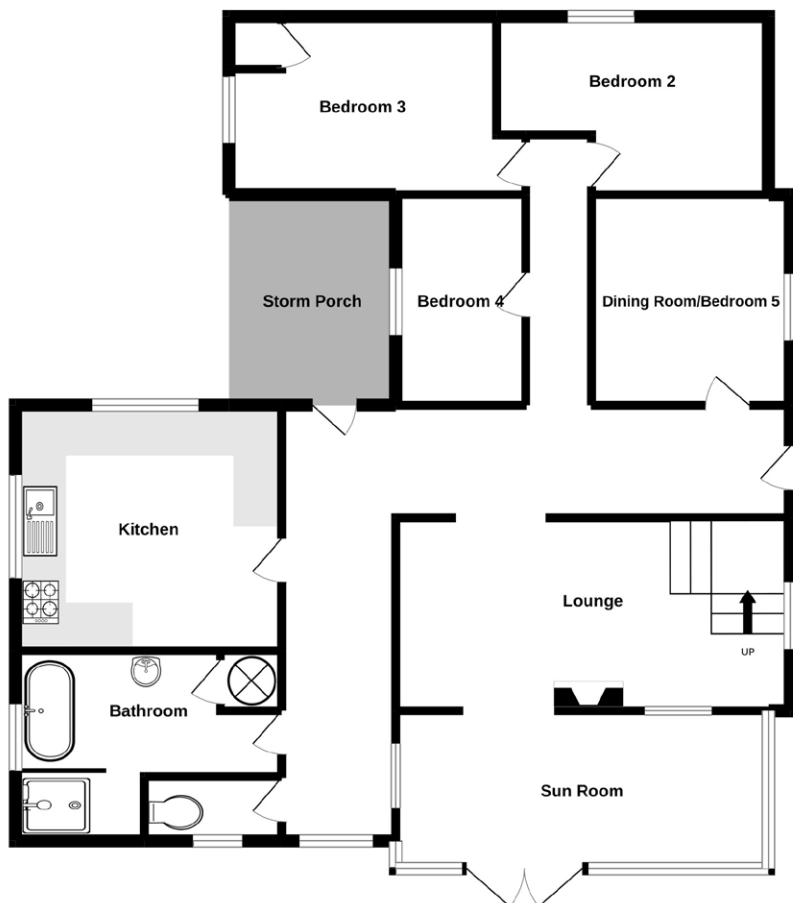 Bedroom 2
Bedroom 3
Storm Porch
Bedroom 4
Dining Room/Bedroom 5
Kitchen
Lounge
UP
Bathroom
Sun Room